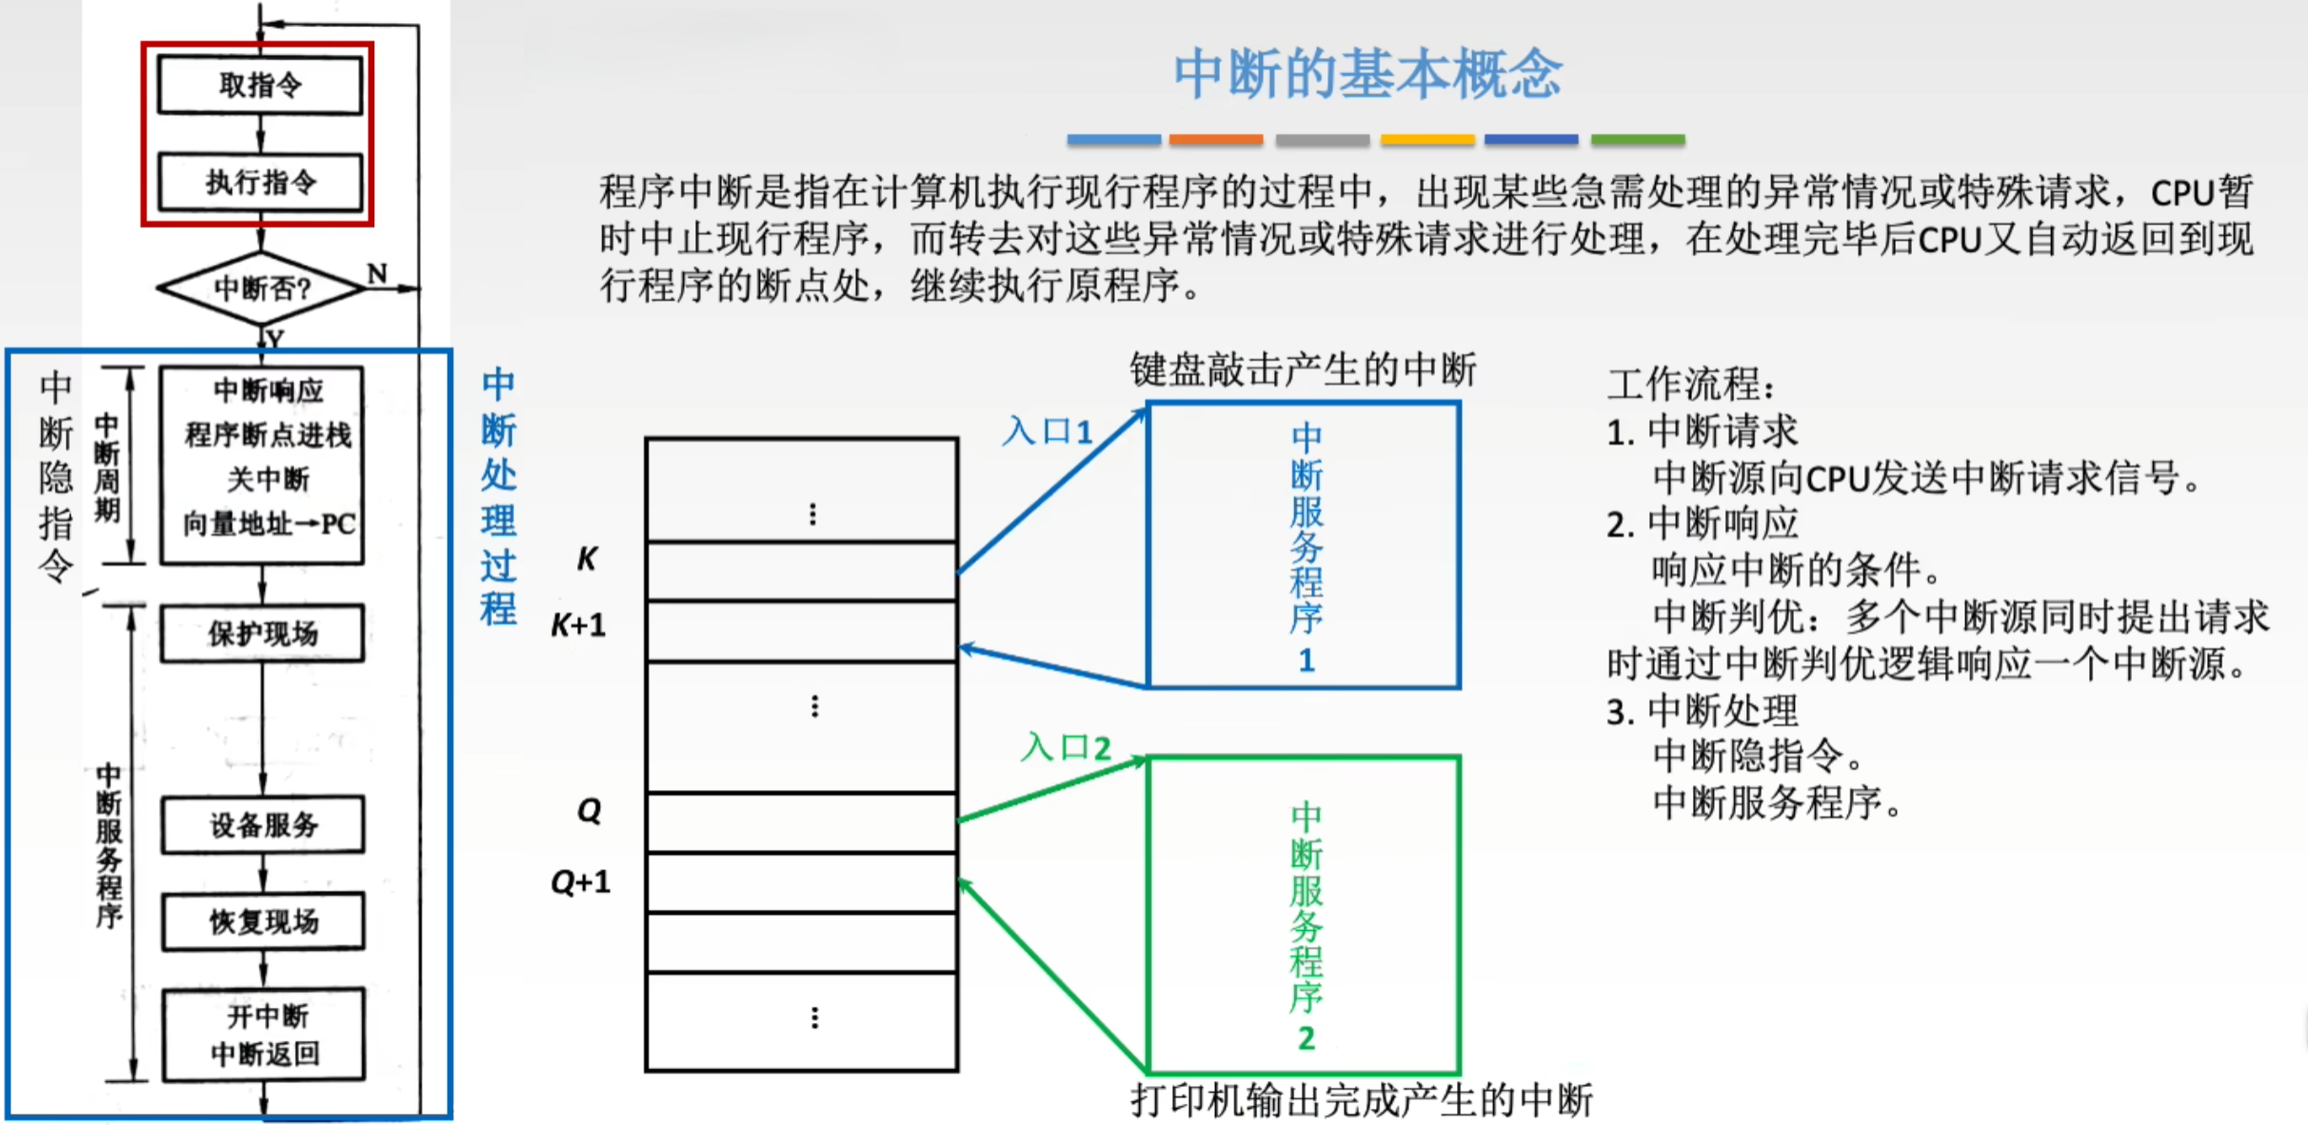 中断的基本概念
程序中断是指在计算机执行现行程序的过程中，出现某些急需处理的异常情况或特殊请求，CPU暂
时中止现行程序，而转去对这些异常情况或特殊请求进行处理，在处理完毕后CPU又自动返回到现
行程序的断点处，继续执行原程序。
取指令
执行指令
中断否?
N
Y
中断隐指令
中断周期
中断响应
程序断点进栈
关中断
向量地址→PC
中断服务程序
保护现场
设备服务
恢复现场
开中断
中断返回
中断处理过程
K
K+1
Q
Q+1
⋮
⋮
⋮
键盘敲击产生的中断
入口1
中断服务程序1
入口2
中断服务程序2
打印机输出完成产生的中断
工作流程：
1. 中断请求
中断源向CPU发送中断请求信号。
2. 中断响应
响应中断的条件。
中断判优：多个中断源同时提出请求
时通过中断判优逻辑响应一个中断源。
3. 中断处理
中断隐指令。
中断服务程序。